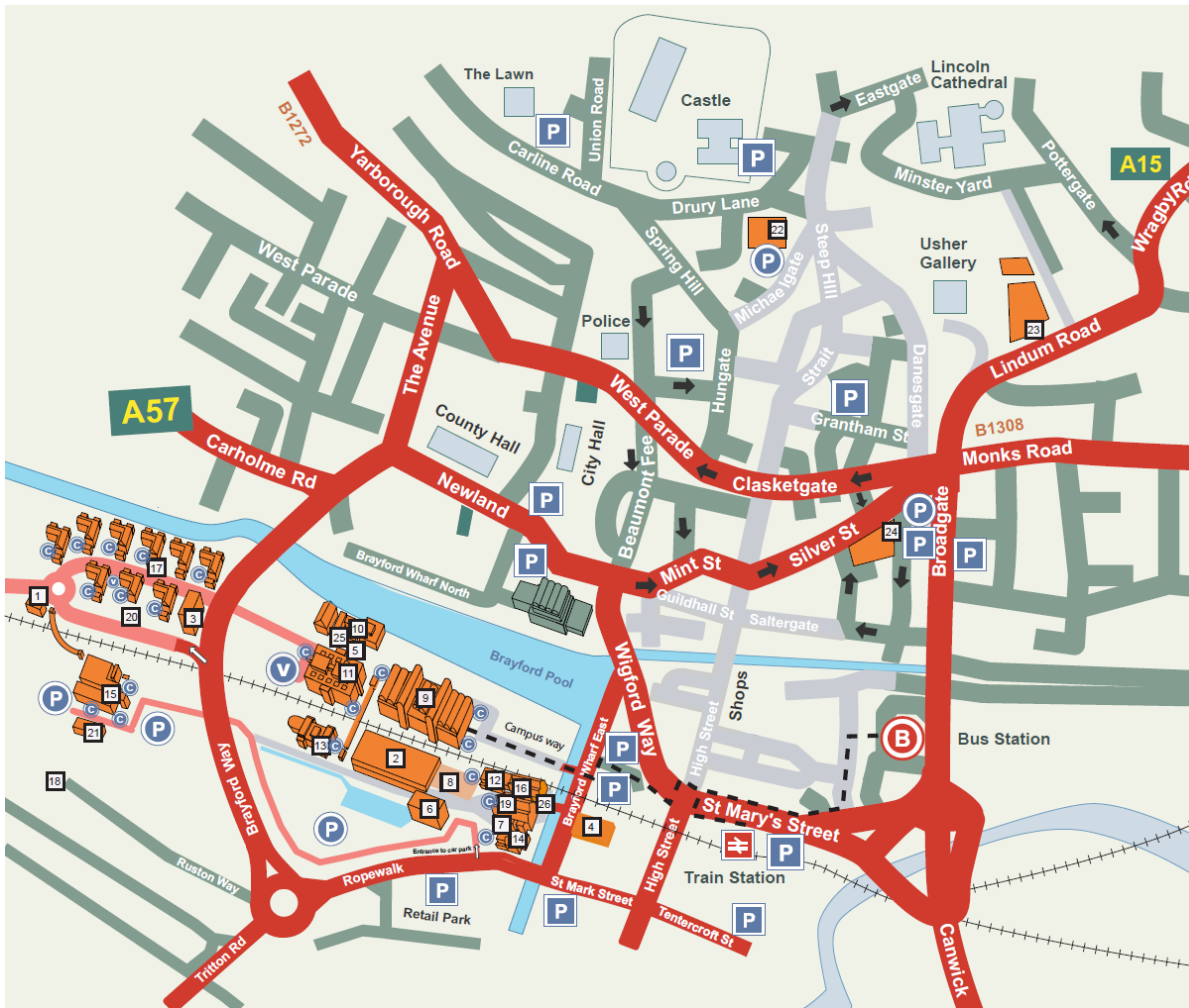 The Lawn
P
Union Road
Castle
P
Eastgate
Lincoln
Cathedral
B1272
Yarborough Road
Carline Road
Drury Lane
Minster Yard
Pottergate
A15
WragbyRd
22
P
Steep Hill
Michaelgate
Spring Hill
Usher
Gallery
23
Lindum Road
West Parade
The Avenue
Police
P
Hungate
Strait
Danesgate
P
Grantham St
B1308
Monks Road
A57
Carholme Rd
County Hall
City Hall
West Parade
Clasketgate
Newland
P
P
Beaumont Fee
Mint St
Silver St
24
P
P
P
Broadgate
Brayford Wharf North
Guildhall St
Saltergate
C
C
C
C
C
C
V
C
C
17
1
20
3
10
25
5
11
C
V
C
C
9
C
Brayford Pool
Wigford Way
Shops
High Street
B
Bus Station
15
C
C
C
P
21
P
13
C
2
8
C
Campus way
12
16
C
19
26
6
7
C
14
4
Brayford Wharf East
P
P
St Mary's Street
P
Train Station
High Street
18
Brayford Way
P
Entrance to car park
Ruston Way
Ropewalk
P
Retail Park
St Mark Street
P
Tentercroft St
P
Tritton Rd
Canwick